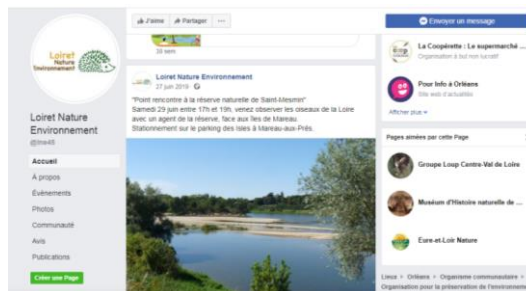 J'aime
Partager
Envoyer un message
Loiret
Nature
Environnement
Loiret Nature
Environnement
@lne45
Accueil
À propos
Évènements
Photos
Communauté
Avis
Publications
Créer une Page
39 sem
Loiret Nature Environnement
27 juin 2019
"Point rencontre à la réserve naturelle de Saint-Mesmin"
Samedi 29 juin entre 17h et 19h, venez observer les oiseaux de la Loire
avec un agent de la réserve, face aux îles de Mareau.
Stationnement sur le parking des Isles à Mareau-aux-Prés.
La Coopérette : Le supermarché ...
Organisation à but non lucratif
Pour Info à Orléans
Site web d'actualités
Afficher plus
Pages aimées par cette Page
Groupe Loup Centre-Val de Loire
Muséum d'Histoire naturelle de ...
Eure-et-Loir Nature
Lieux > Orléans > Organisme communautaire >
Organisation pour la préservation de l'environnement